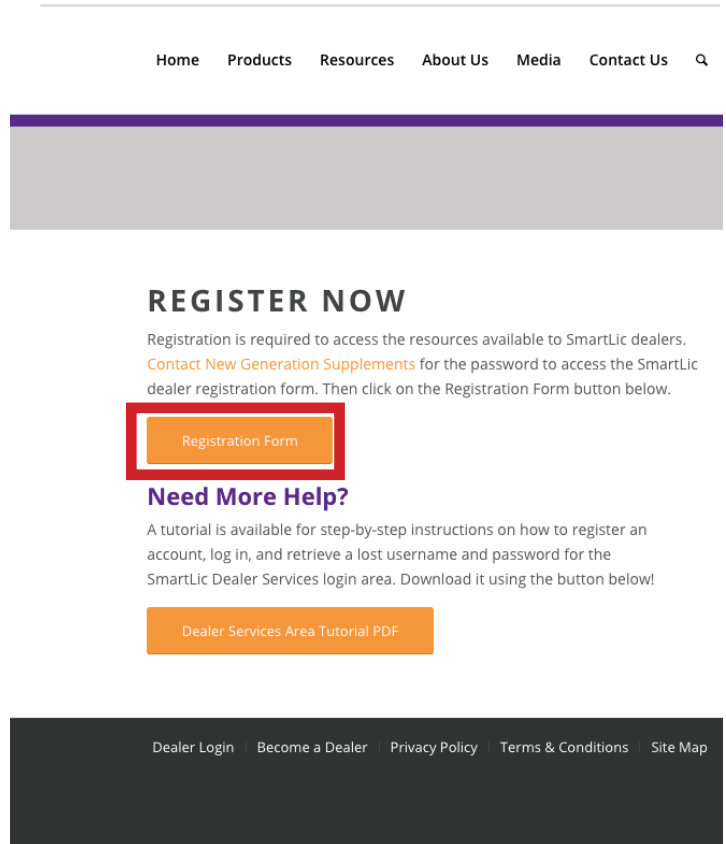 Home Products Resources About Us Media Contact Us
REGISTER NOW
Registration is required to access the resources available to SmartLic dealers.
Contact New Generation Supplements for the password to access the SmartLic
dealer registration form. Then click on the Registration Form button below.
Registration Form
Need More Help?
A tutorial is available for step-by-step instructions on how to register an
account, log in, and retrieve a lost username and password for the
SmartLic Dealer Services login area. Download it using the button below!
Dealer Services Area Tutorial PDF
Dealer Login | Become a Dealer | Privacy Policy | Terms & Conditions | Site Map